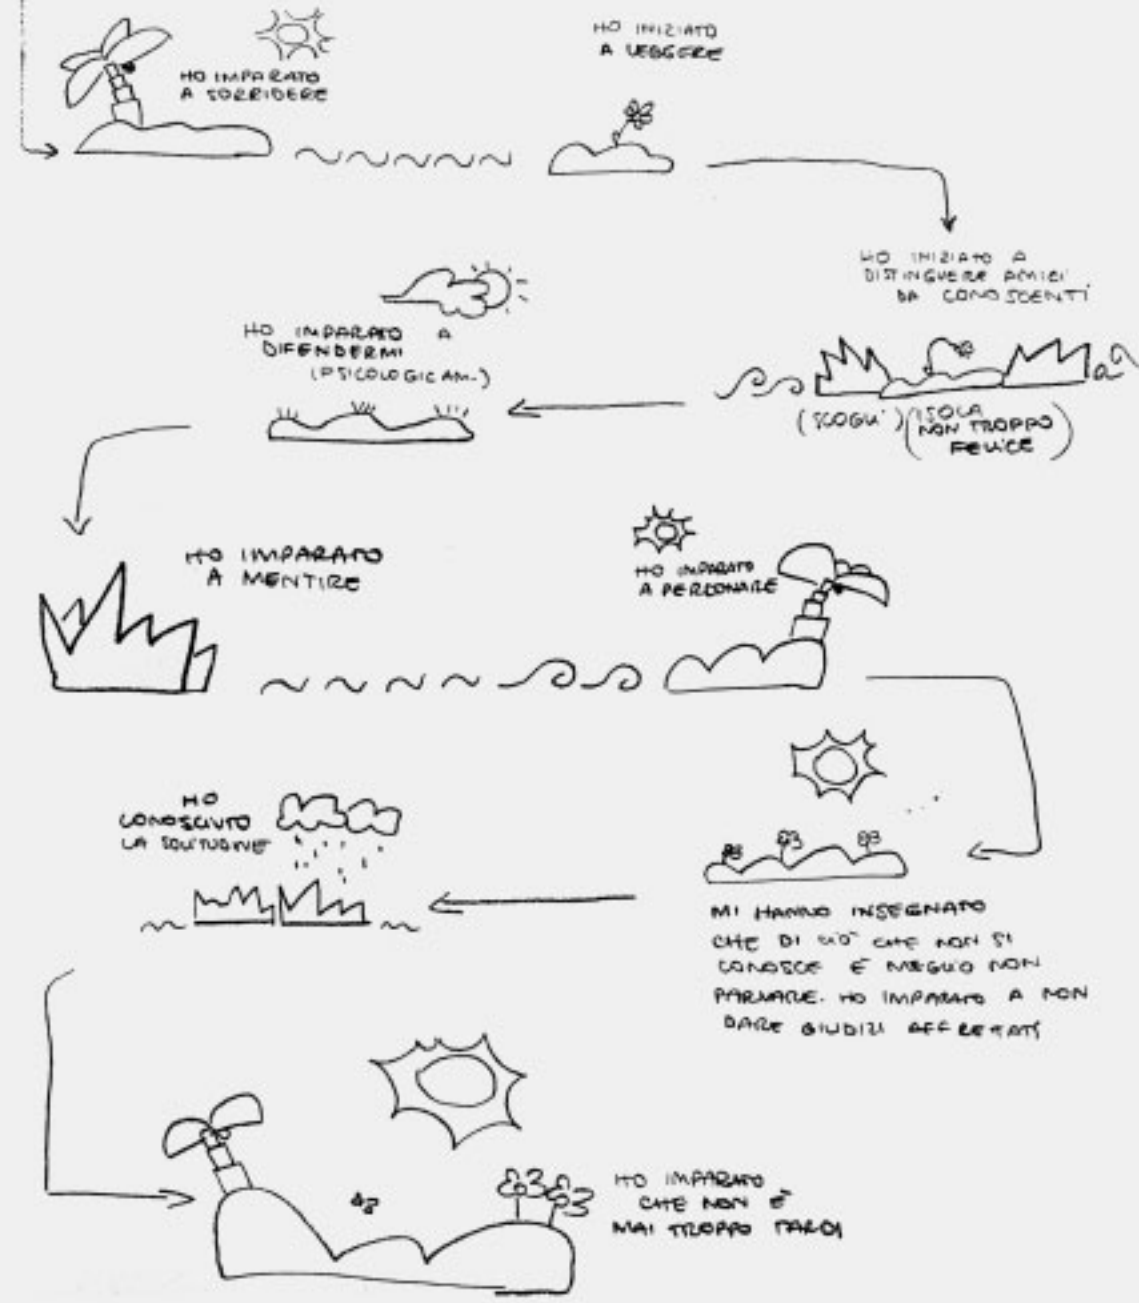 HO IMPARATO
A SORRIDERE
HO INIZIATO
A LEGGERE
HO INIZIATO A
DISTINGUERE AMICI
DA CONOSCENTI
(SCOGLI)
(ISOLA
NON TROPPO
FELICE)
HO IMPARATO A
DIFENDERMI
(PSICOLOGICAM.)
HO IMPARATO
A MENTIRE
HO IMPARATO
A PERDONARE
MI HANNO INSEGNATO
CHE DI CIÒ CHE NON SI
CONOSCE È MEGLIO NON
PARLARE. HO IMPARATO A NON
DARE GIUDIZI AFFRETATI
HO
CONOSCIUTO
LA SOLITUDINE
HO IMPARATO
CHE NON È
MAI TROPPO TARDI